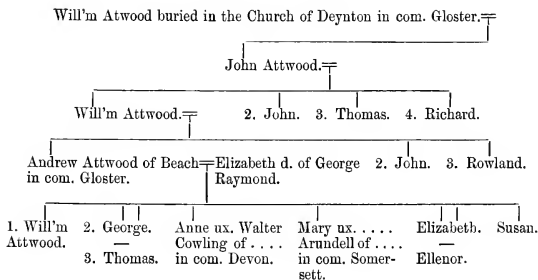 Will'm Atwood buried in the Church of Deynton in com. Gloster.
John Attwood.
Will'm Attwood. 2. John. 3. Thomas. 4. Richard.
Andrew Attwood of Beach Elizabeth d. of George 2. John. 3. Rowland.
in com. Gloster. Raymond.
1. Will'm 2. George. Anne ux. Walter Mary ux. . . . . Elizabeth. Susan.
Attwood. — Cowling of . . . . Arundell of . . . . —
3. Thomas. in com. Devon. in com. Somer- Ellenor.
sett.